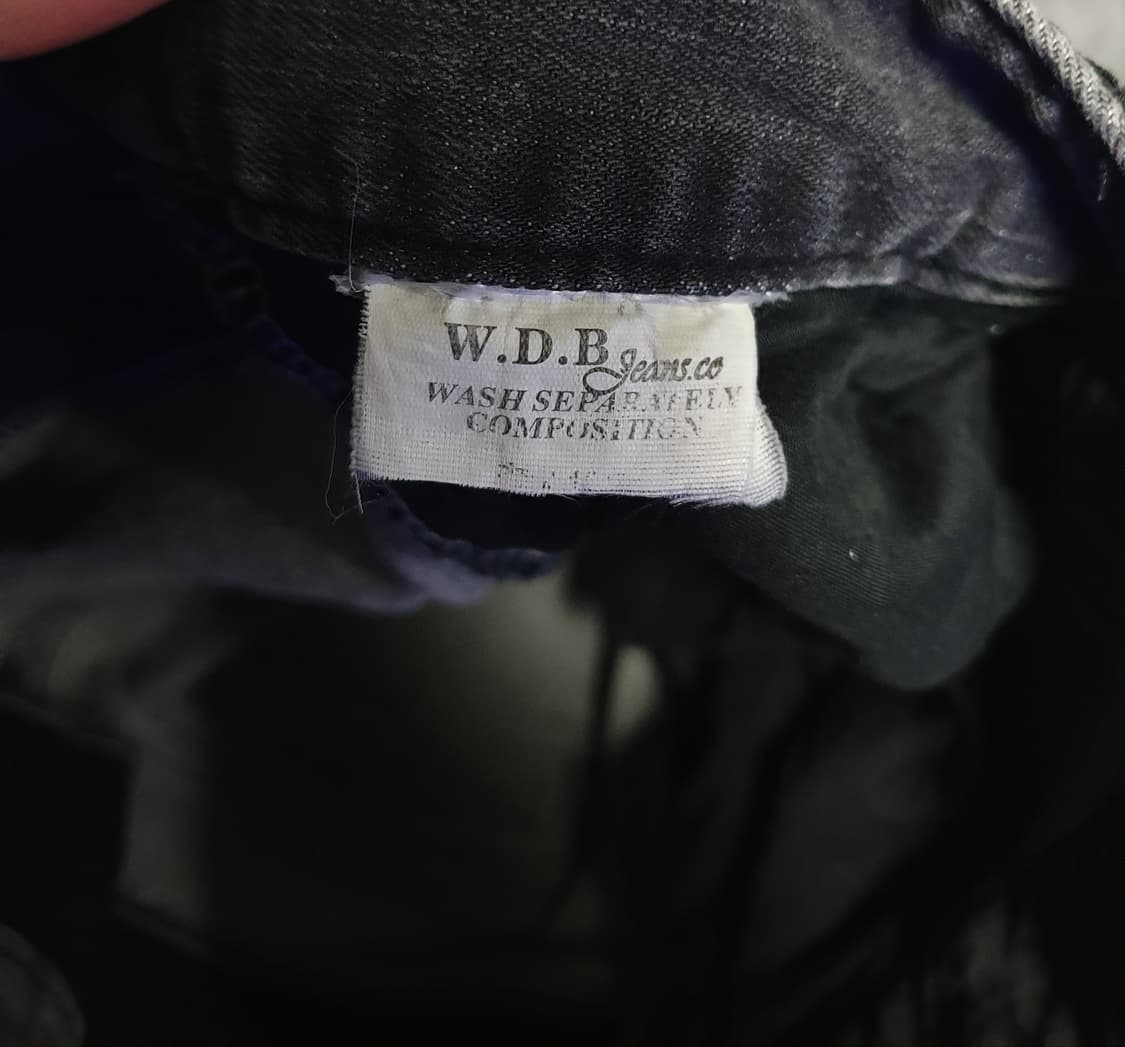 W.D.B Jeans.co
WASH SEPARATELY
COMPOSITION